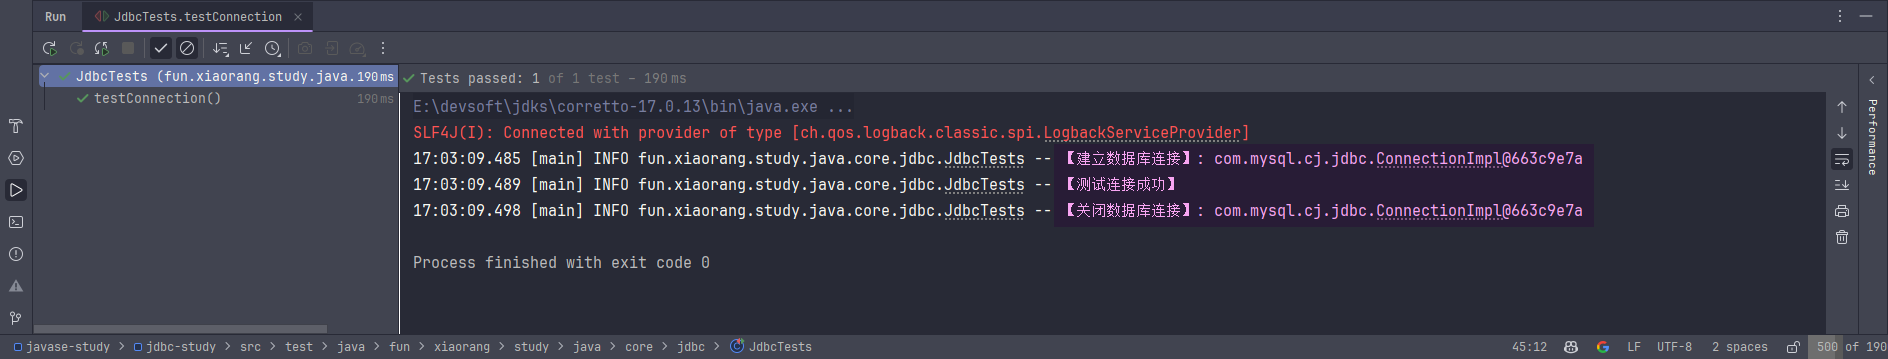 Run JdbcTests.testConnection
JdbcTests (fun.xiaorang.study.java. 190 ms
testConnection() 190 ms
Tests passed: 1 of 1 test – 190 ms
E:\devsoft\jdks\corretto-17.0.13\bin\java.exe ...
SLF4J(I): Connected with provider of type [ch.qos.logback.classic.spi.LogbackServiceProvider]
17:03:09.485 [main] INFO fun.xiaorang.study.java.core.jdbc.JdbcTests -- 【建立数据库连接】: com.mysql.cj.jdbc.ConnectionImpl@663c9e7a
17:03:09.489 [main] INFO fun.xiaorang.study.java.core.jdbc.JdbcTests -- 【测试连接成功】
17:03:09.498 [main] INFO fun.xiaorang.study.java.core.jdbc.JdbcTests -- 【关闭数据库连接】: com.mysql.cj.jdbc.ConnectionImpl@663c9e7a
Process finished with exit code 0
Performance
javase-study > jdbc-study > src > test > java > fun > xiaorang > study > java > core > jdbc > JdbcTests 45:12 LF UTF-8 2 spaces 500 of 190